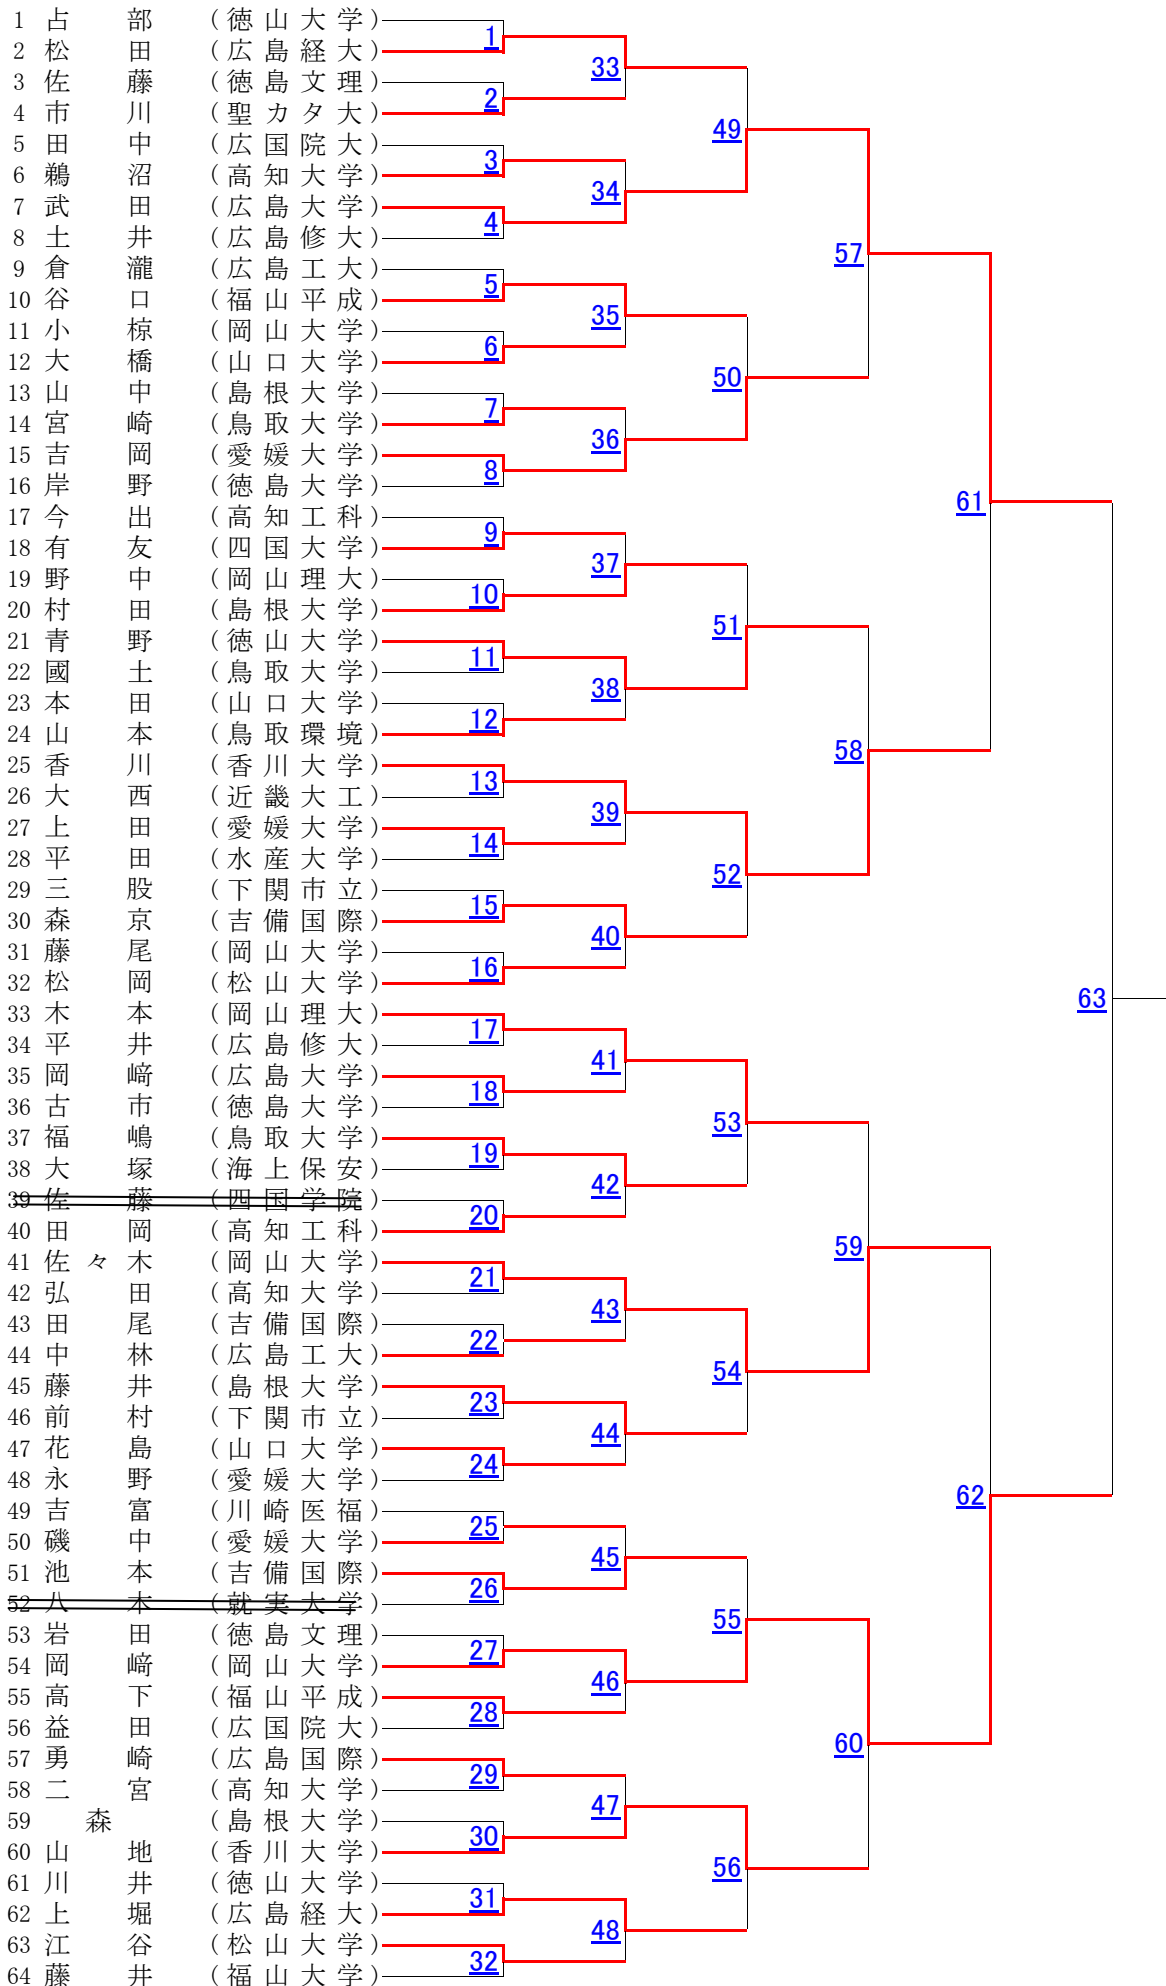 1 占部 (徳山大学)
2 松田 (広島経大)
3 佐藤 (徳島文理)
4 市川 (聖カタ大)
5 田中 (広国院大)
6 鵜沼 (高知大学)
7 武田 (広島大学)
8 土井 (広島修大)
9 倉瀧 (広島工大)
10 谷口 (福山平成)
11 小椋 (岡山大学)
12 大橋 (山口大学)
13 山中 (島根大学)
14 宮崎 (鳥取大学)
15 吉岡 (愛媛大学)
16 岸野 (徳島大学)
17 今出 (高知工科)
18 有友 (四国大学)
19 野中 (岡山理大)
20 村田 (島根大学)
21 青野 (徳山大学)
22 國土 (鳥取大学)
23 本田 (山口大学)
24 山本 (鳥取環境)
25 香川 (香川大学)
26 大西 (近畿大工)
27 上田 (愛媛大学)
28 平田 (水産大学)
29 三股 (下関市立)
30 森京 (吉備国際)
31 藤尾 (岡山大学)
32 松岡 (松山大学)
33 木本 (岡山理大)
34 平井 (広島修大)
35 岡﨑 (広島大学)
36 古市 (徳島大学)
37 福嶋 (鳥取大学)
38 大塚 (海上保安)
39 佐藤 (四国学院)
40 田岡 (高知工科)
41 佐々木 (岡山大学)
42 弘田 (高知大学)
43 田尾 (吉備国際)
44 中林 (広島工大)
45 藤井 (島根大学)
46 前村 (下関市立)
47 花島 (山口大学)
48 永野 (愛媛大学)
49 吉富 (川崎医福)
50 磯中 (愛媛大学)
51 池本 (吉備国際)
52 八木 (就実大学)
53 岩田 (徳島文理)
54 岡﨑 (岡山大学)
55 高下 (福山平成)
56 益田 (広国院大)
57 勇崎 (広島国際)
58 二宮 (高知大学)
59 森 (島根大学)
60 山地 (香川大学)
61 川井 (徳山大学)
62 上堀 (広島経大)
63 江谷 (松山大学)
64 藤井 (福山大学)
1
2
3
4
5
6
7
8
9
10
11
12
13
14
15
16
17
18
19
20
21
22
23
24
25
26
27
28
29
30
31
32
33
34
35
36
37
38
39
40
41
42
43
44
45
46
47
48
49
50
51
52
53
54
55
56
57
58
59
60
61
62
63